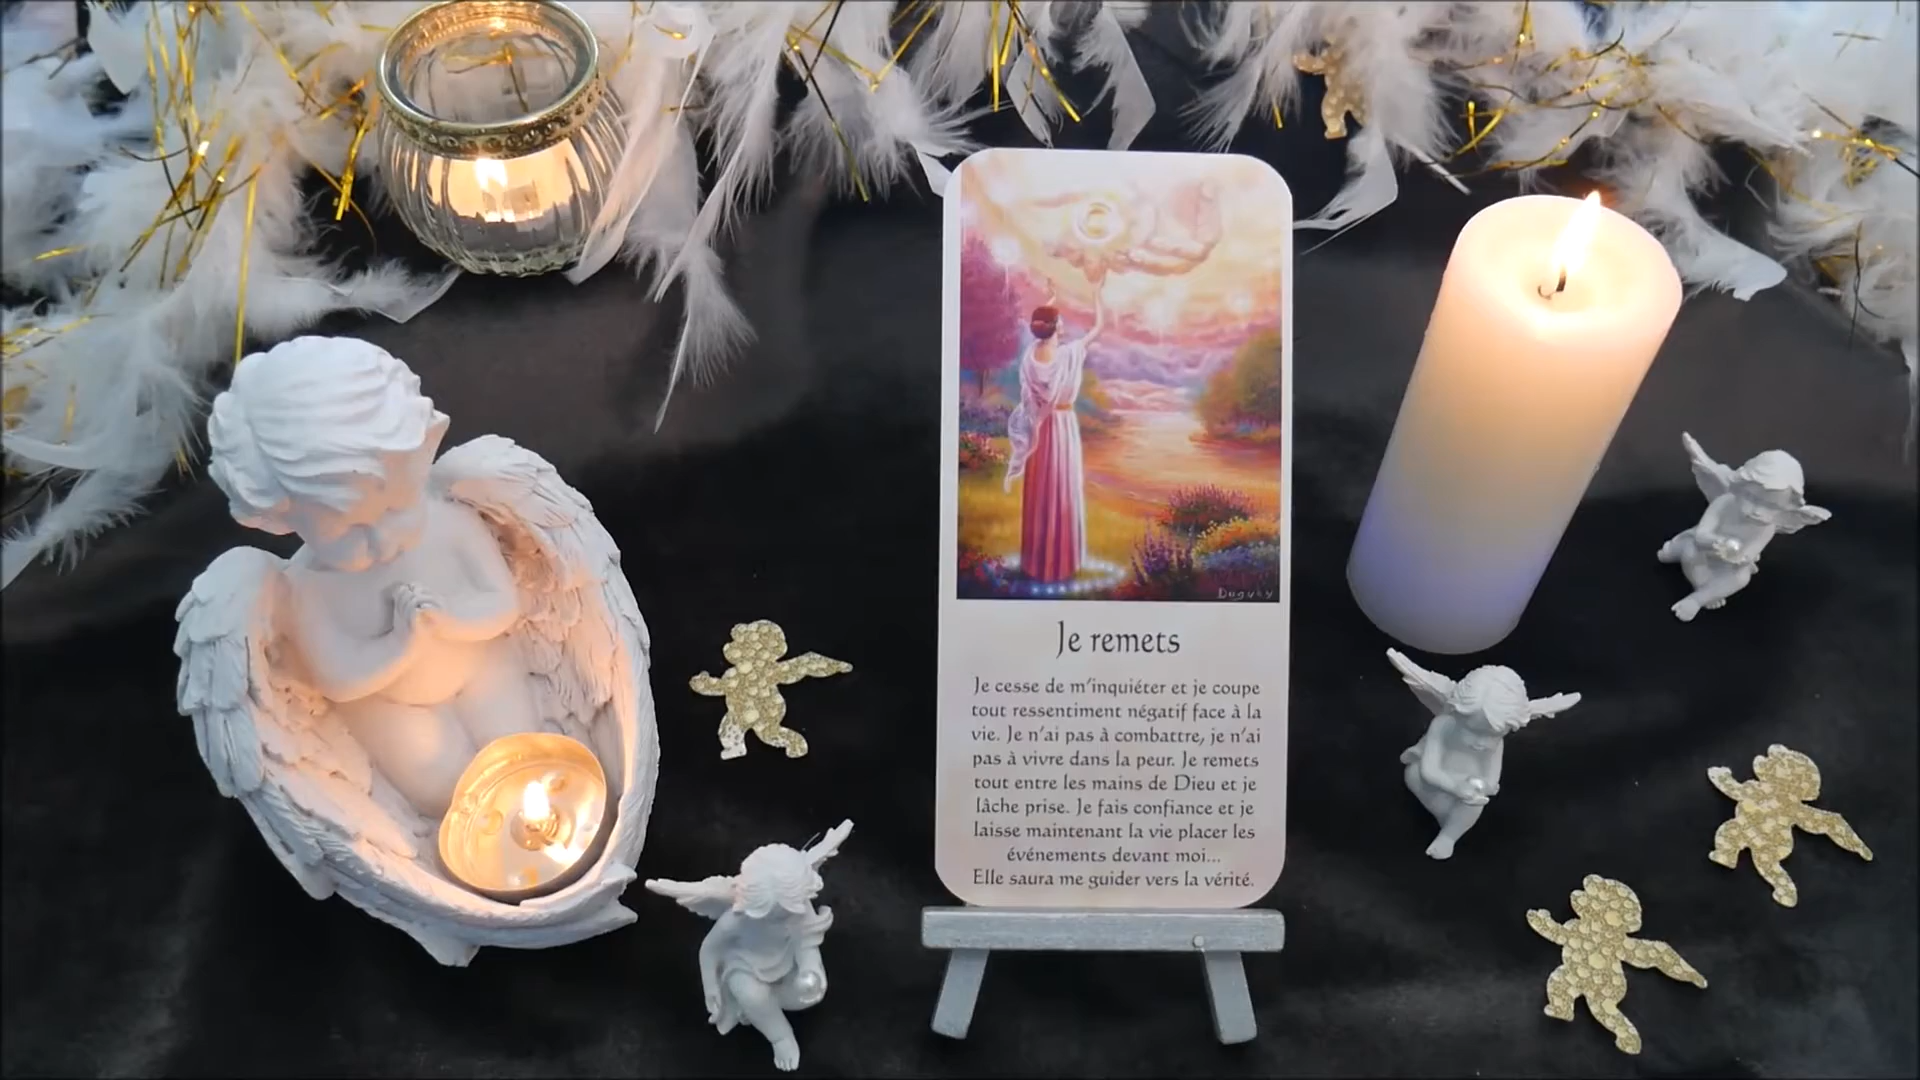 Duguay
Je remets
Je cesse de m'inquiéter et je coupe
tout ressentiment négatif face à la
vie. Je n'ai pas à combattre, je n'ai
pas à vivre dans la peur. Je remets
tout entre les mains de Dieu et je
lâche prise. Je fais confiance et je
laisse maintenant la vie placer les
événements devant moi...
Elle saura me guider vers la vérité.